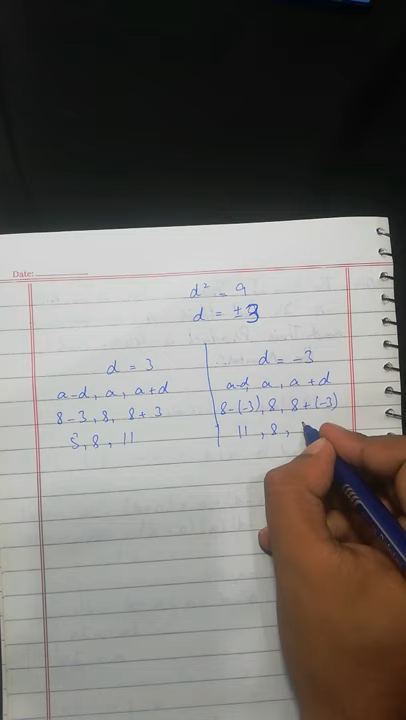 Date:
d² = 9
d = ±3
d = 3
a-d, a, a+d
8-3, 8, 8+3
5, 8, 11
d = -3
a-d, a, a+d
8-(-3), 8, 8+(-3)
11, 8,